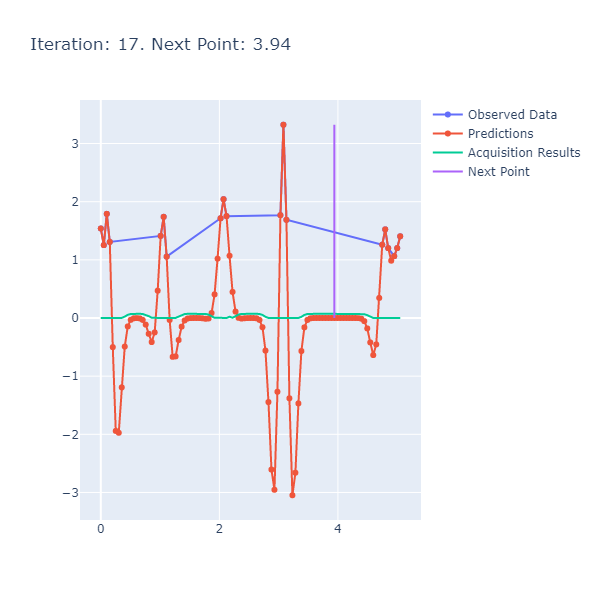 Iteration: 17. Next Point: 3.94
Observed Data
Predictions
Acquisition Results
Next Point
3
2
1
0
−1
−2
−3
0
2
4